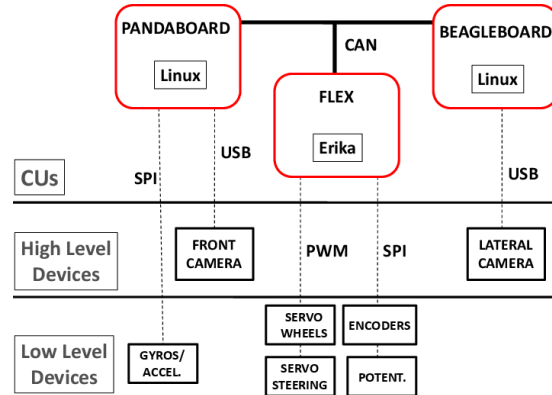 PANDABOARD
BEAGLEBOARD
CAN
Linux
Linux
FLEX
Erika
USB
SPI
USB
CUs
High Level
Devices
FRONT
CAMERA
PWM
SPI
LATERAL
CAMERA
SERVO
WHEELS
ENCODERS
Low Level
Devices
GYROS/
ACCEL.
SERVO
STEERING
POTENT.